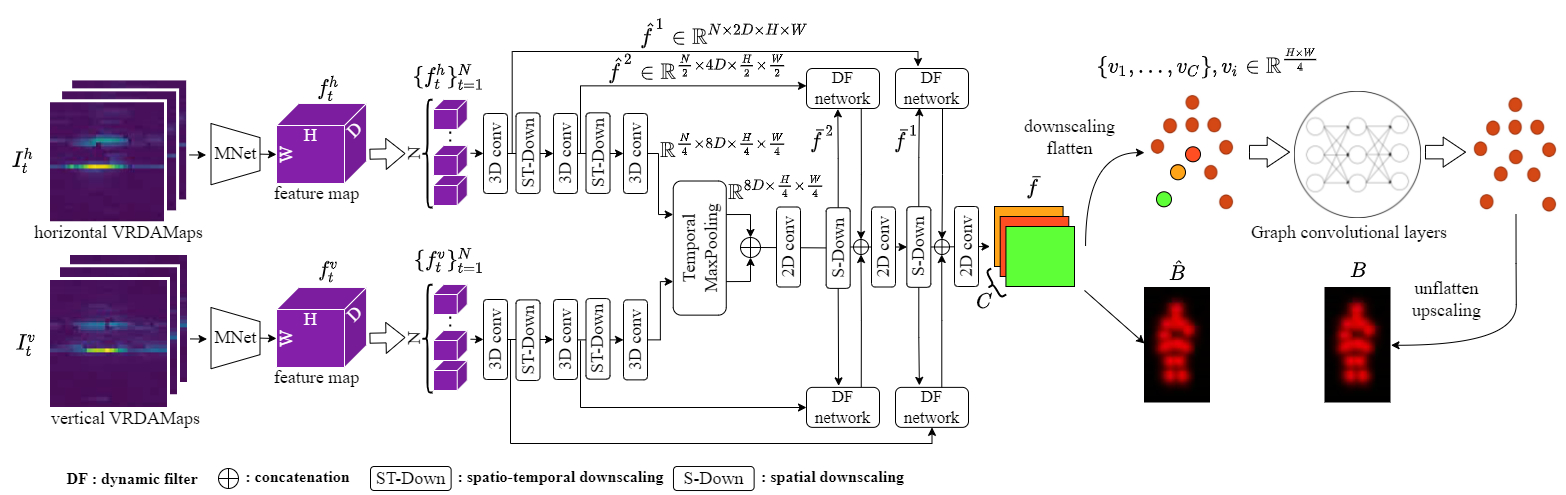 $I_t^h$
horizontal VRDAMaps
MNet
$f_t^h$
H
D
W
feature map
$\{f_t^h\}_{t=1}^N$
N
3D conv
ST-Down
3D conv
ST-Down
3D conv
$\hat{f}^1 \in \mathbb{R}^{N \times 2D \times H \times W}$
$\hat{f}^2 \in \mathbb{R}^{\frac{N}{2} \times 4D \times \frac{H}{2} \times \frac{W}{2}}$
$\mathbb{R}^{\frac{N}{4} \times 8D \times \frac{H}{4} \times \frac{W}{4}}$
$I_t^v$
vertical VRDAMaps
MNet
$f_t^v$
H
D
W
feature map
$\{f_t^v\}_{t=1}^N$
N
3D conv
ST-Down
3D conv
ST-Down
3D conv
Temporal
MaxPooling
$\mathbb{R}^{8D \times \frac{H}{4} \times \frac{W}{4}}$
2D conv
DF
network
$\bar{f}^2$
S-Down
DF
network
2D conv
DF
network
$\bar{f}^1$
S-Down
DF
network
2D conv
$\bar{f}$
C
downscaling
flatten
$\{v_1, \ldots, v_C\}, v_i \in \mathbb{R}^{\frac{H \times W}{4}}$
Graph convolutional layers
$\hat{B}$
$B$
unflatten
upscaling
DF : dynamic filter
: concatenation
ST-Down
: spatio-temporal downscaling
S-Down
: spatial downscaling